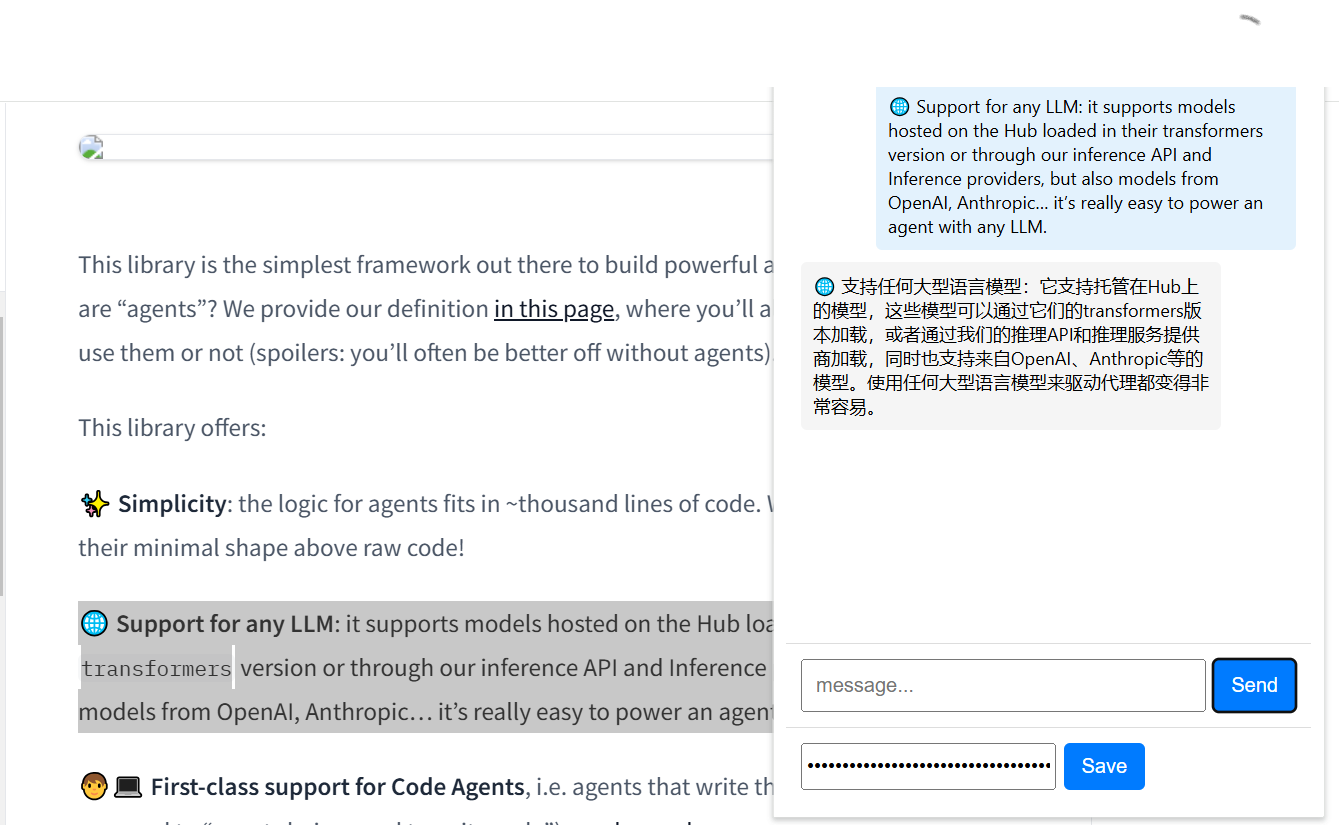 This library is the simplest framework out there to build powerful a
are “agents”? We provide our definition in this page, where you’ll a
use them or not (spoilers: you’ll often be better off without agents).
This library offers:
✨ Simplicity: the logic for agents fits in ~thousand lines of code. W
their minimal shape above raw code!
🌐 Support for any LLM: it supports models hosted on the Hub loa
transformers version or through our inference API and Inference
models from OpenAI, Anthropic… it’s really easy to power an agent
🧑‍💻 First-class support for Code Agents, i.e. agents that write th
🌐 Support for any LLM: it supports models
hosted on the Hub loaded in their transformers
version or through our inference API and
Inference providers, but also models from
OpenAI, Anthropic… it’s really easy to power an
agent with any LLM.
🌐 支持任何大型语言模型：它支持托管在Hub上
的模型，这些模型可以通过它们的transformers版
本加载，或者通过我们的推理API和推理服务提供
商加载，同时也支持来自OpenAI、Anthropic等的
模型。使用任何大型语言模型来驱动代理都变得非
常容易。
message...
Send
Save